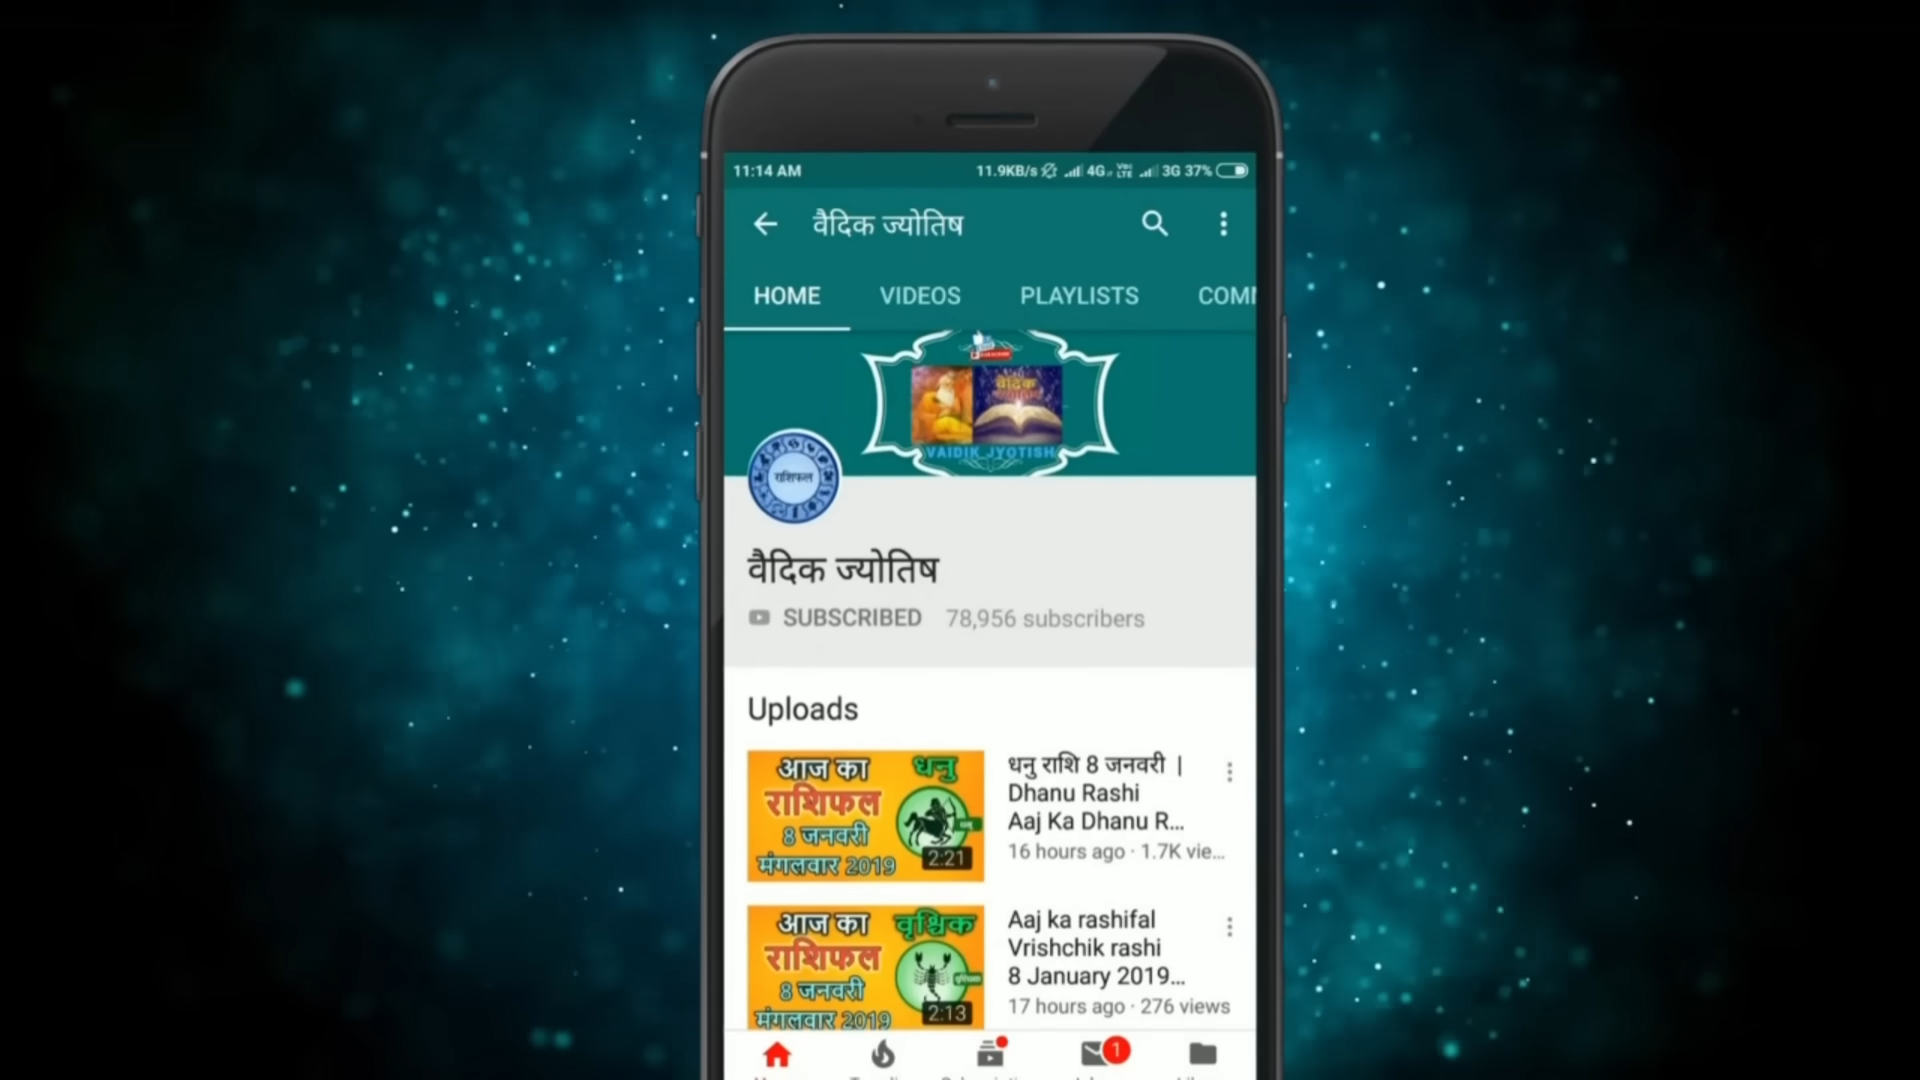 11:14 AM 11.9KB/s 4G VoLTE 3G 37%
वैदिक ज्योतिष
HOME VIDEOS PLAYLISTS COMM
वैदिक
VAIDIK JYOTISH
राशिफल
वैदिक ज्योतिष
SUBSCRIBED 78,956 subscribers
Uploads
आज का धनु
राशिफल
8 जनवरी
मंगलवार 2019
2:21
धनु राशि 8 जनवरी |
Dhanu Rashi
Aaj Ka Dhanu R...
16 hours ago · 1.7K vie...
आज का वृश्चिक
राशिफल
8 जनवरी
मंगलवार 2019
2:13
Aaj ka rashifal
Vrishchik rashi
8 January 2019...
17 hours ago · 276 views
1